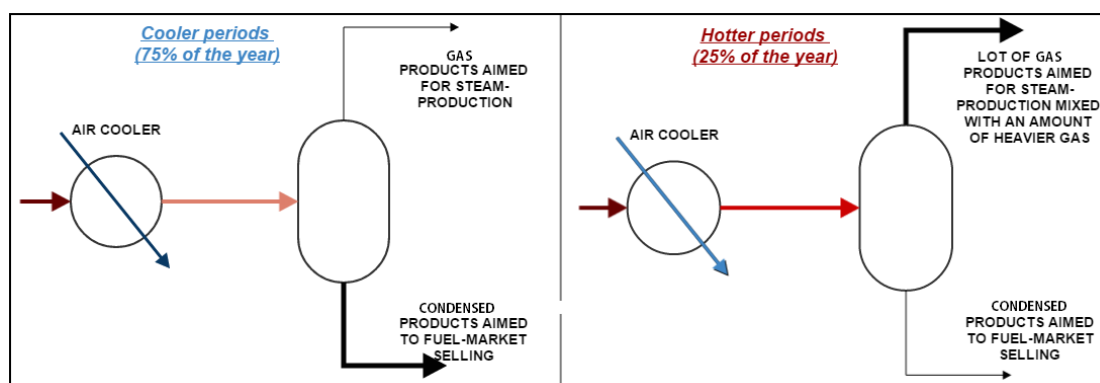 Cooler periods
(75% of the year)
GAS
PRODUCTS AIMED
FOR STEAM-
PRODUCTION
AIR COOLER
CONDENSED
PRODUCTS AIMED
TO FUEL-MARKET
SELLING
Hotter periods
(25% of the year)
LOT OF GAS
PRODUCTS AIMED
FOR STEAM-
PRODUCTION MIXED
WITH AN AMOUNT
OF HEAVIER GAS
AIR COOLER
CONDENSED
PRODUCTS AIMED
TO FUEL-MARKET
SELLING